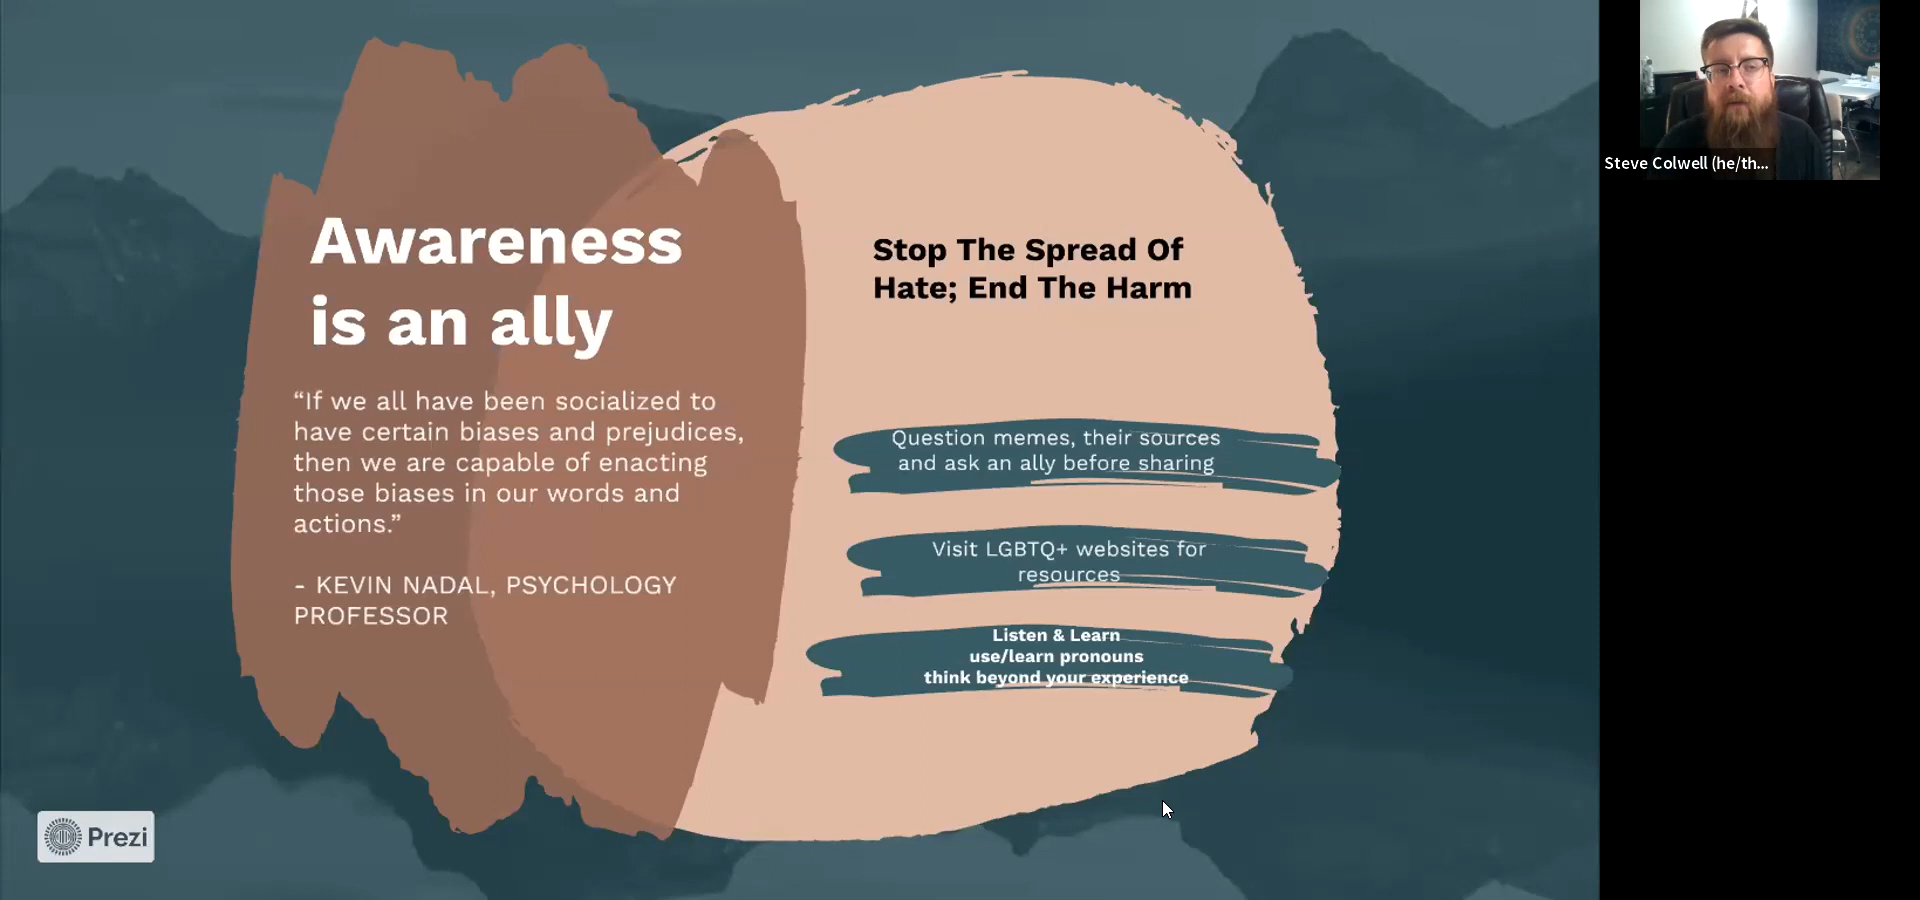 Awareness
is an ally
“If we all have been socialized to
have certain biases and prejudices,
then we are capable of enacting
those biases in our words and
actions.”
- KEVIN NADAL, PSYCHOLOGY
PROFESSOR
Stop The Spread Of
Hate; End The Harm
Question memes, their sources
and ask an ally before sharing
Visit LGBTQ+ websites for
resources
Listen & Learn
use/learn pronouns
think beyond your experience
Prezi
Steve Colwell (he/th...